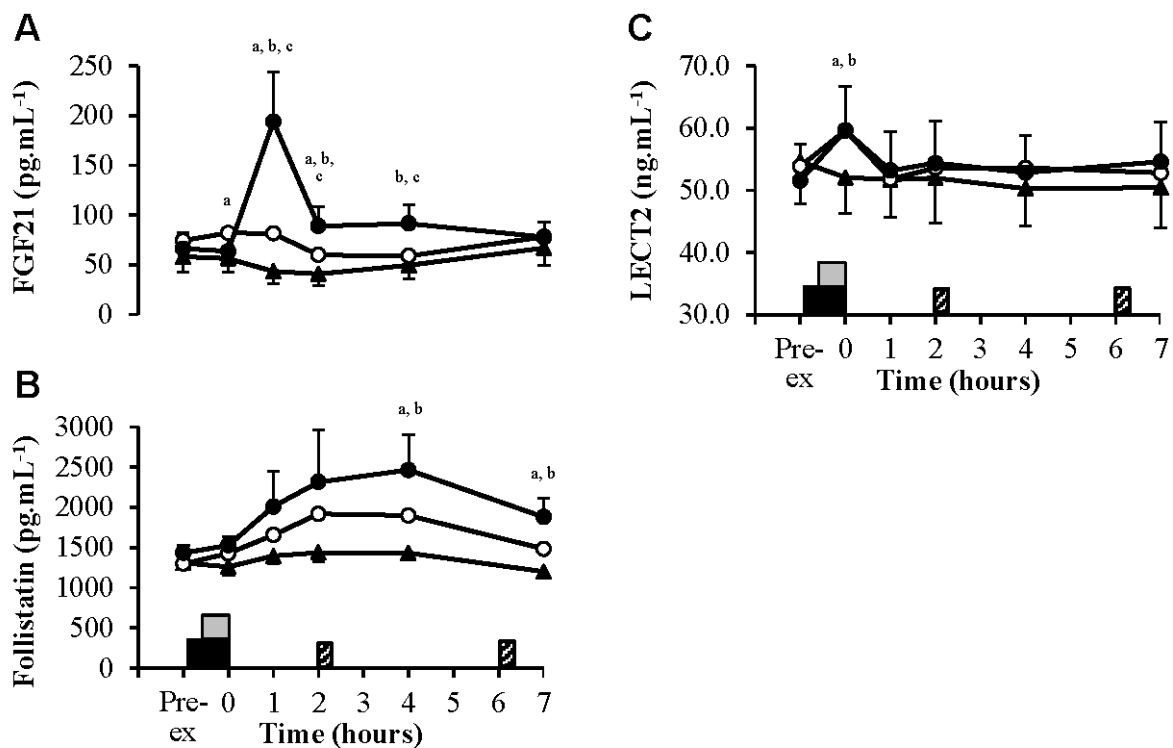 A
a, b, c
250
200
150
100
50
0
FGF21 (pg.mL⁻¹)
a
a, b,
c
b, c
B
3000
2500
2000
1500
1000
500
0
Follistatin (pg.mL⁻¹)
a, b
a, b
Pre-
ex
0 1 2 3 4 5 6 7
Time (hours)
C
a, b
70.0
60.0
50.0
40.0
30.0
LECT2 (ng.mL⁻¹)
Pre-
ex
0 1 2 3 4 5 6 7
Time (hours)